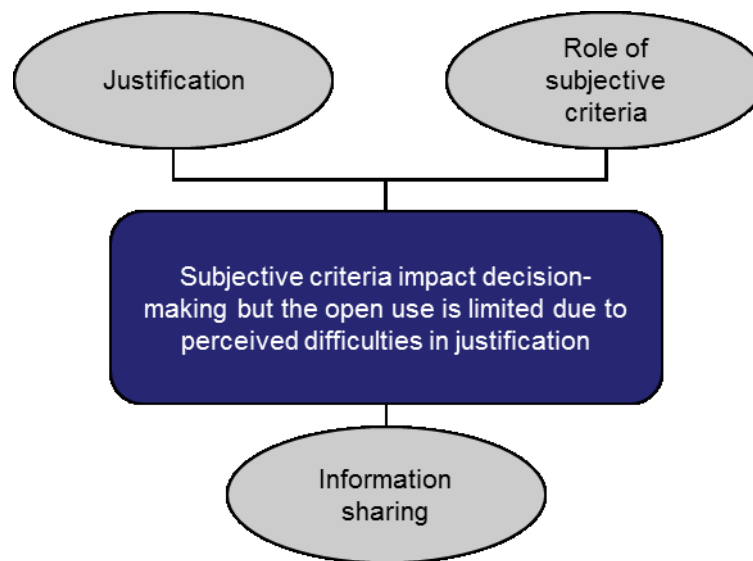 Justification
Role of
subjective
criteria
Subjective criteria impact decision-
making but the open use is limited due to
perceived difficulties in justification
Information
sharing